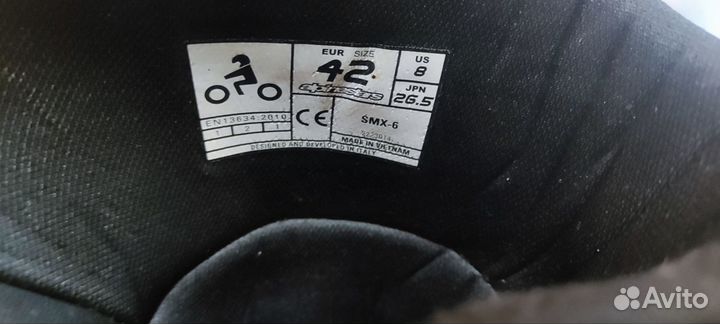 EUR SIZE
42
alpinestars
US
8
JPN
26.5
EN13634:2010
1 2 1
CE
SMX-6
MADE IN VIETNAM
DESIGNED AND DEVELOPED IN ITALY
Avito